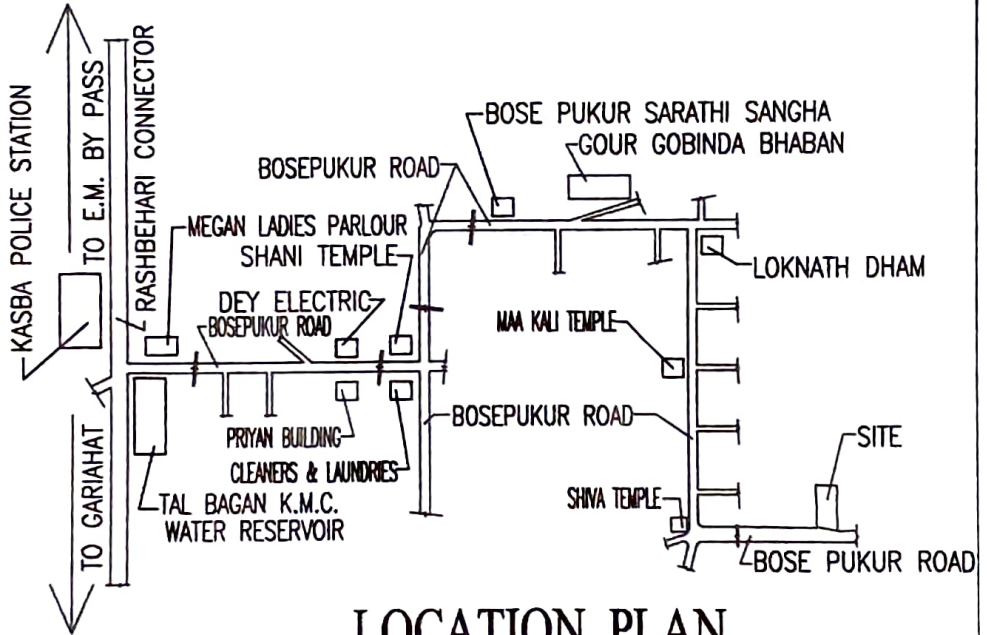 KASBA POLICE STATION
TO E.M. BY PASS
RASHBEHARI CONNECTOR
BOSE PUKUR SARATHI SANGHA
GOUR GOBINDA BHABAN
BOSEPUKUR ROAD
MEGAN LADIES PARLOUR
SHANI TEMPLE
LOKNATH DHAM
DEY ELECTRIC
BOSEPUKUR ROAD
MAA KALI TEMPLE
BOSEPUKUR ROAD
PRIYAN BUILDING
SITE
CLEANERS & LAUNDRIES
TO GARIAHAT
TAL BAGAN K.M.C.
WATER RESERVOIR
SHIVA TEMPLE
BOSE PUKUR ROAD
LOCATION PLAN